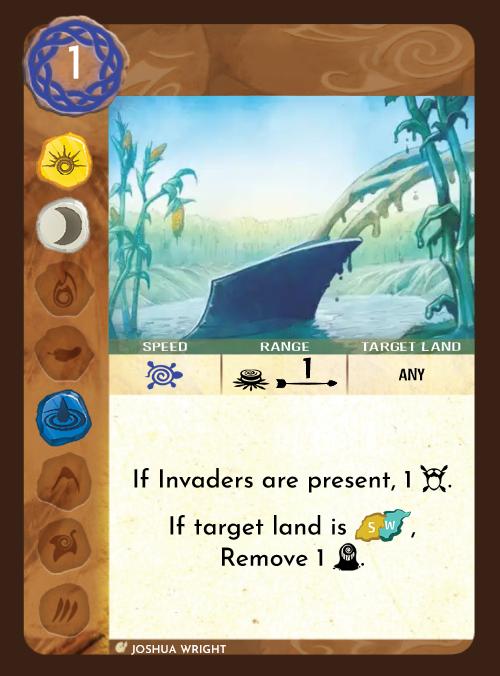 1
SPEED RANGE TARGET LAND
1 ANY
If Invaders are present, 1 .
If target land is S W ,
Remove 1 .
JOSHUA WRIGHT